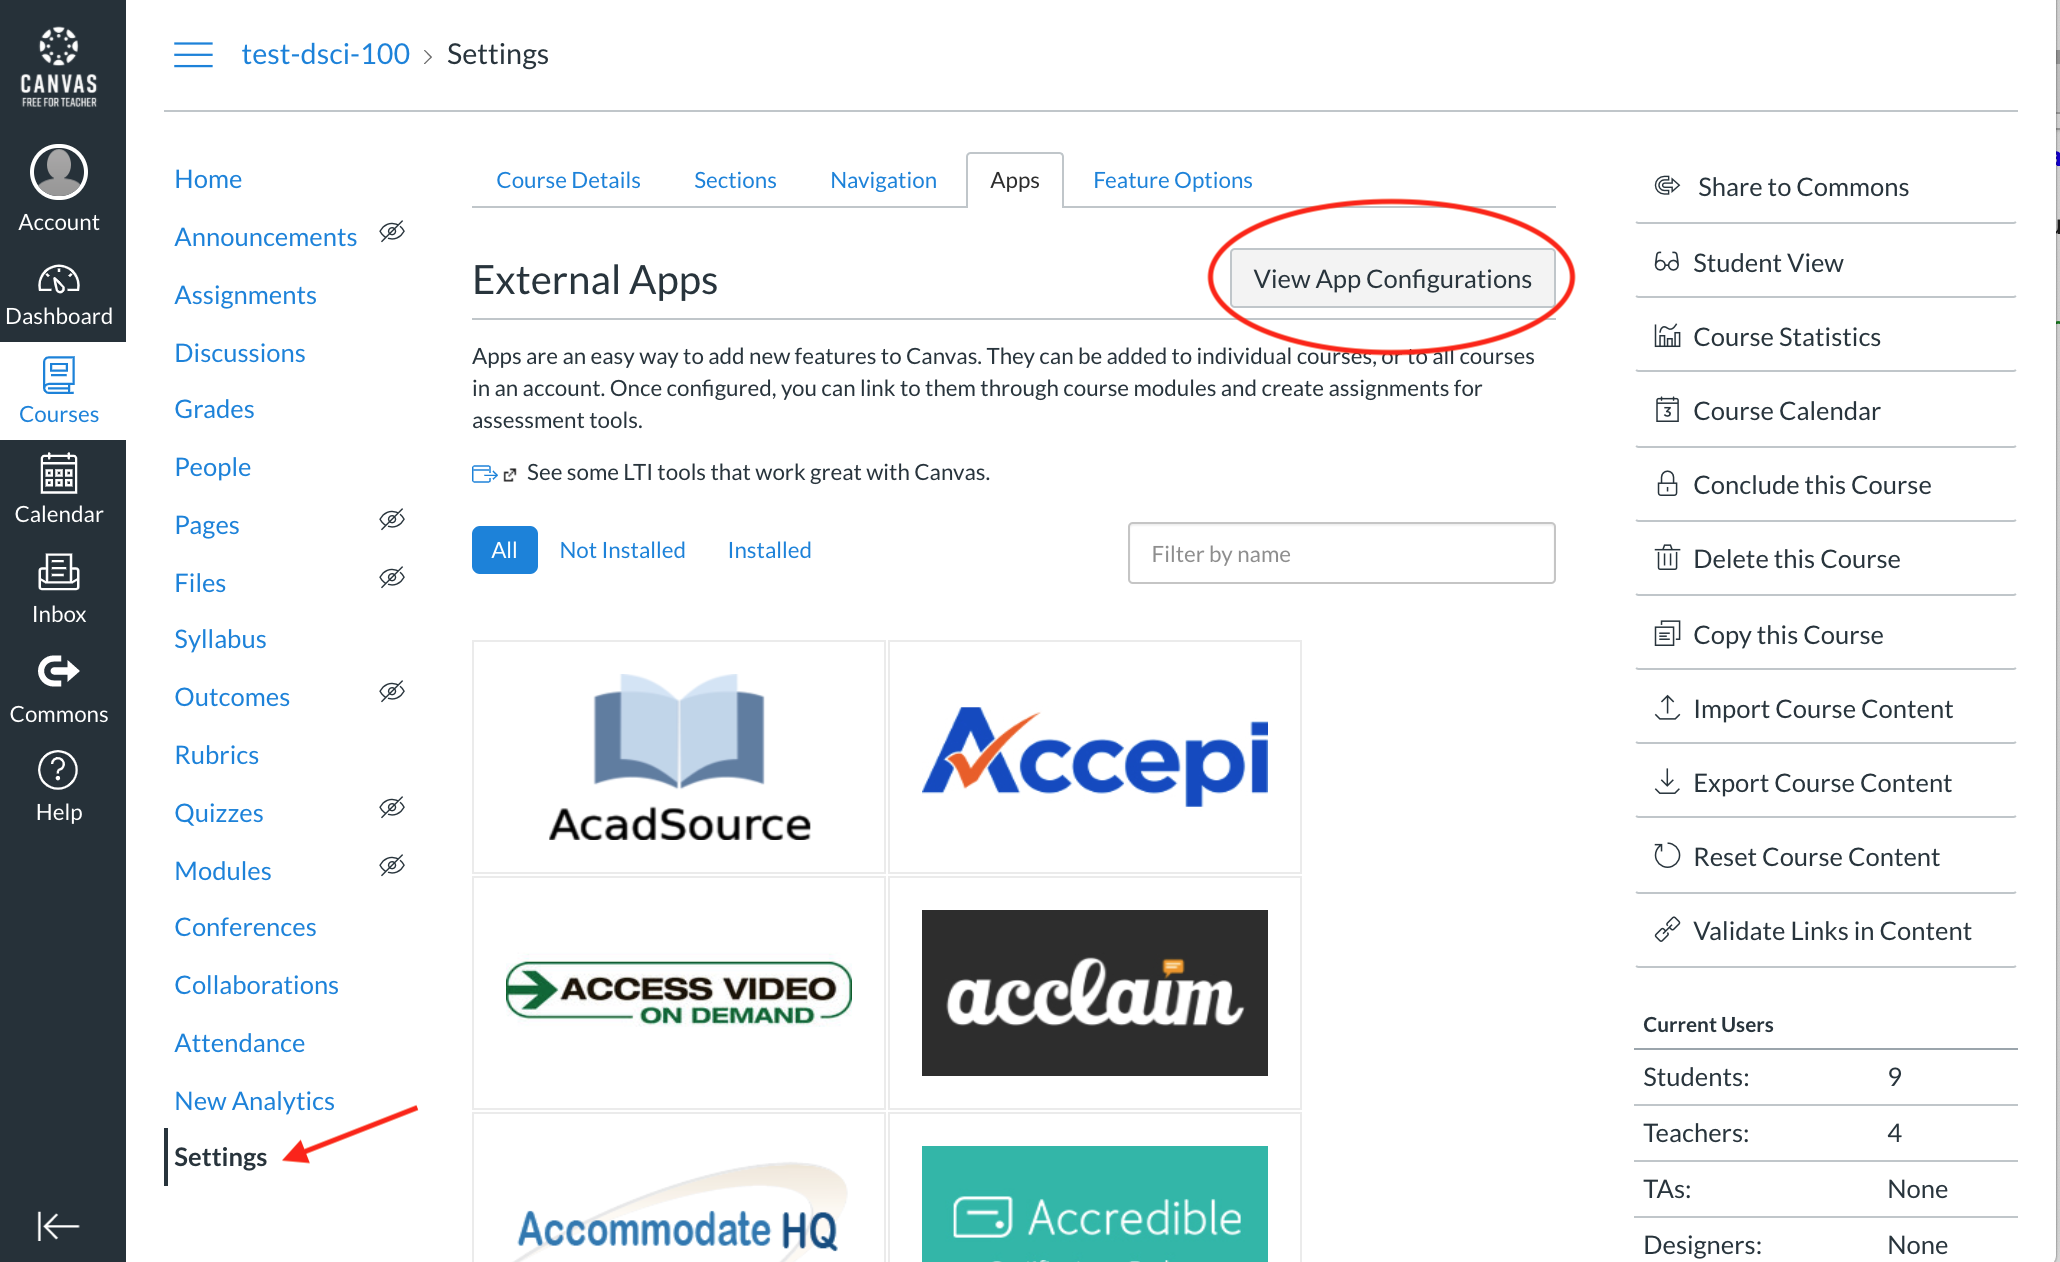 CANVAS
FREE FOR TEACHER
Account
Dashboard
Courses
Calendar
Inbox
Commons
Help
test-dsci-100 > Settings
Home
Announcements
Assignments
Discussions
Grades
People
Pages
Files
Syllabus
Outcomes
Rubrics
Quizzes
Modules
Conferences
Collaborations
Attendance
New Analytics
Settings
Course Details Sections Navigation Apps Feature Options
External Apps
View App Configurations
Apps are an easy way to add new features to Canvas. They can be added to individual courses, or to all courses
in an account. Once configured, you can link to them through course modules and create assignments for
assessment tools.
See some LTI tools that work great with Canvas.
All Not Installed Installed
Filter by name
AcadSource
Accepi
ACCESS VIDEO
ON DEMAND
acclaim
Accommodate HQ
Accredible
Share to Commons
Student View
3
Course Statistics
Course Calendar
Conclude this Course
Delete this Course
Copy this Course
Import Course Content
Export Course Content
Reset Course Content
Validate Links in Content
Current Users
Students: 9
Teachers: 4
TAs: None
Designers: None